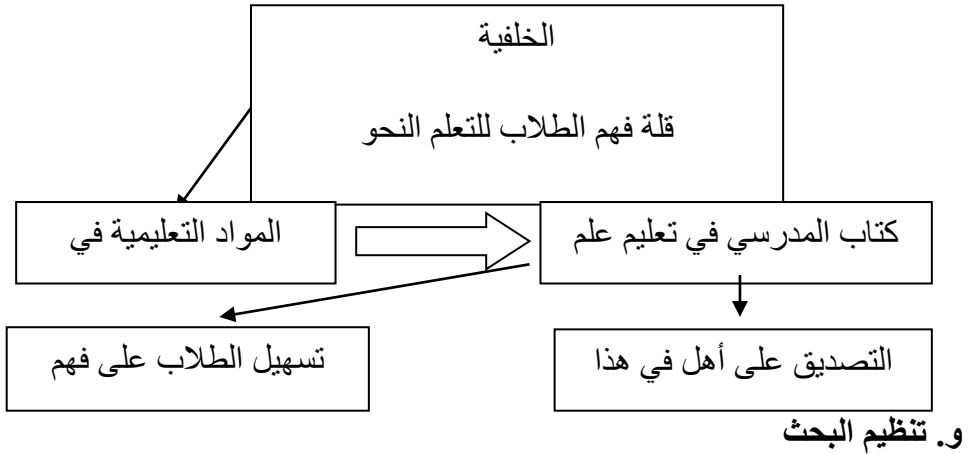 الخلفية
قلة فهم الطلاب للتعلم النحو
كتاب المدرسي في تعليم علم
المواد التعليمية في
التصديق على أهل في هذا
تسهيل الطلاب على فهم
و. تنظيم البحث